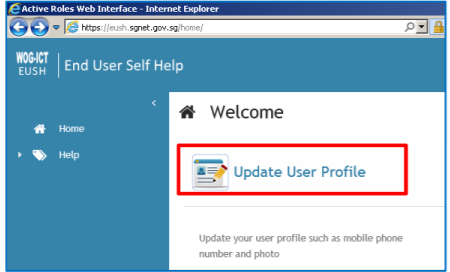 Active Roles Web Interface - Internet Explorer
https://eush.sgnet.gov.sg/home/
WOG-ICT
EUSH
End User Self Help
Welcome
Home
Help
Update User Profile
Update your user profile such as mobile phone
number and photo